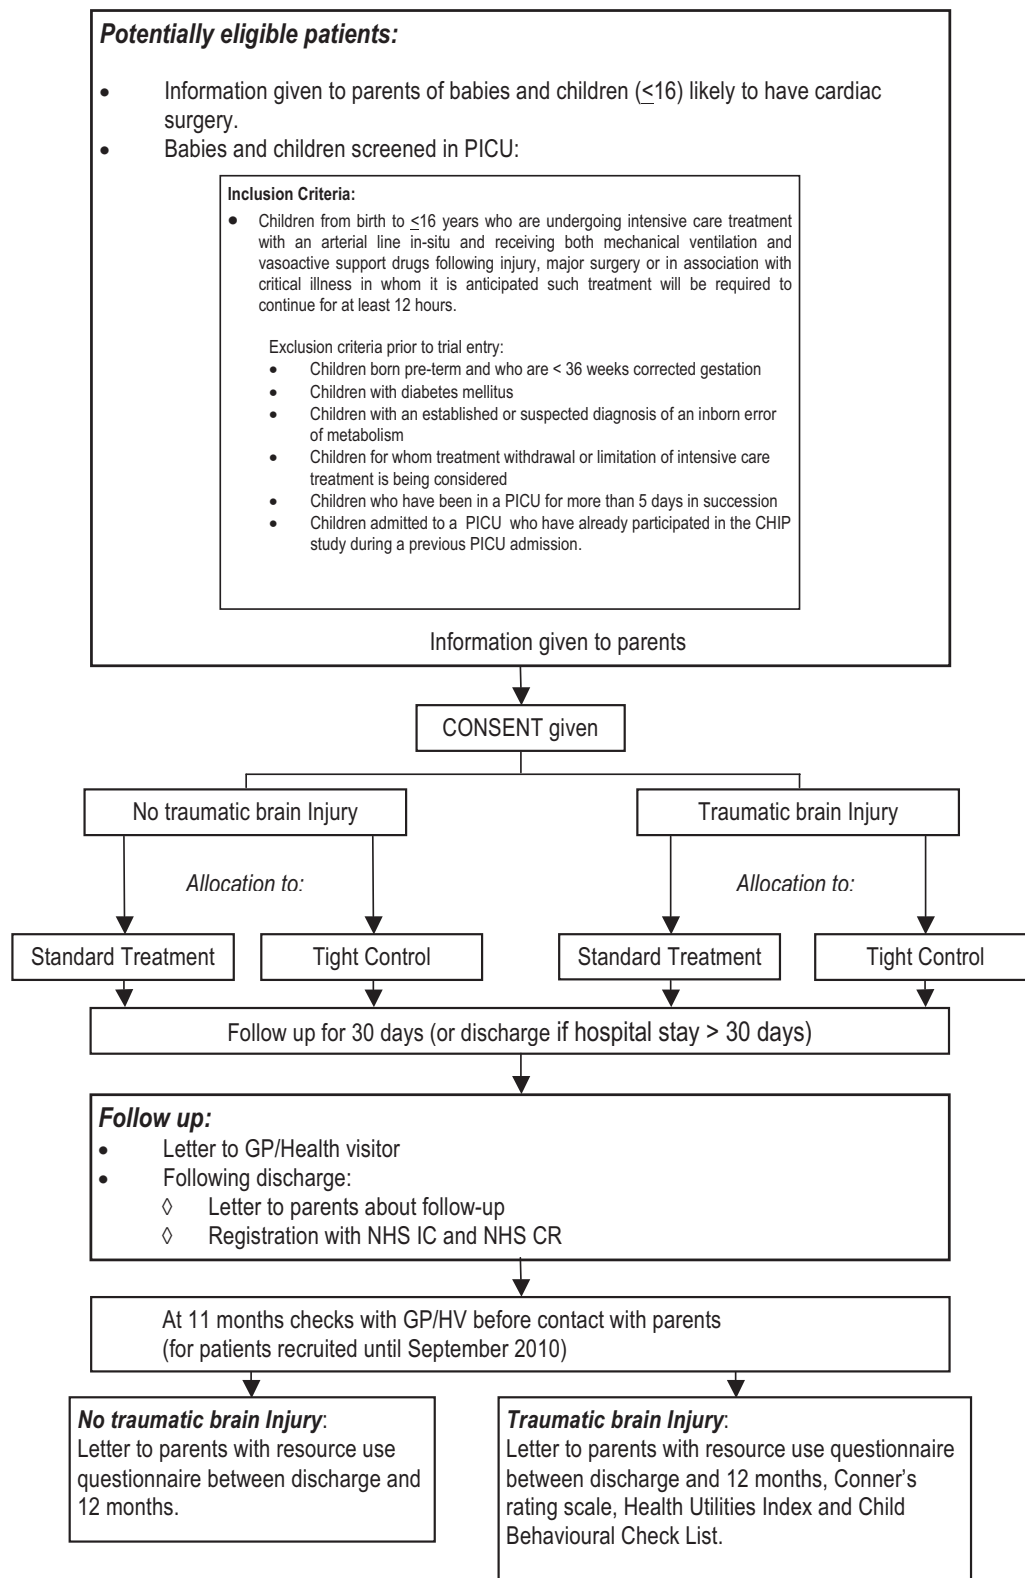 Potentially eligible patients:
• Information given to parents of babies and children (≤16) likely to have cardiac
surgery.
• Babies and children screened in PICU:
Inclusion Criteria:
• Children from birth to ≤16 years who are undergoing intensive care treatment
with an arterial line in-situ and receiving both mechanical ventilation and
vasoactive support drugs following injury, major surgery or in association with
critical illness in whom it is anticipated such treatment will be required to
continue for at least 12 hours.
Exclusion criteria prior to trial entry:
• Children born pre-term and who are < 36 weeks corrected gestation
• Children with diabetes mellitus
• Children with an established or suspected diagnosis of an inborn error
of metabolism
• Children for whom treatment withdrawal or limitation of intensive care
treatment is being considered
• Children who have been in a PICU for more than 5 days in succession
• Children admitted to a PICU who have already participated in the CHIP
study during a previous PICU admission.
Information given to parents
CONSENT given
No traumatic brain Injury
Traumatic brain Injury
Allocation to:
Allocation to:
Standard Treatment
Tight Control
Standard Treatment
Tight Control
Follow up for 30 days (or discharge if hospital stay > 30 days)
Follow up:
• Letter to GP/Health visitor
• Following discharge:
◊ Letter to parents about follow-up
◊ Registration with NHS IC and NHS CR
At 11 months checks with GP/HV before contact with parents
(for patients recruited until September 2010)
No traumatic brain Injury:
Letter to parents with resource use
questionnaire between discharge and
12 months.
Traumatic brain Injury:
Letter to parents with resource use questionnaire
between discharge and 12 months, Conner's
rating scale, Health Utilities Index and Child
Behavioural Check List.